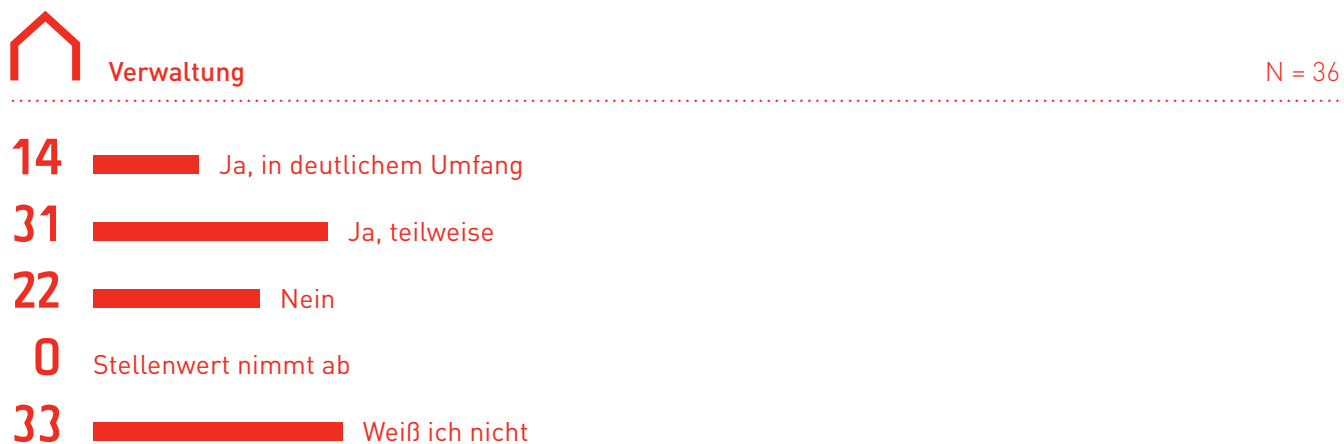 Verwaltung N = 36
14 Ja, in deutlichem Umfang
31 Ja, teilweise
22 Nein
0 Stellenwert nimmt ab
33 Weiß ich nicht